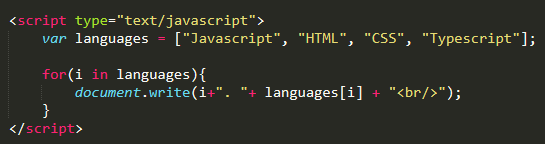 <script type="text/javascript">
    var languages = ["Javascript", "HTML", "CSS", "Typescript"];

    for(i in languages){
        document.write(i+". "+ languages[i] + "<br/>");
    }
</script>